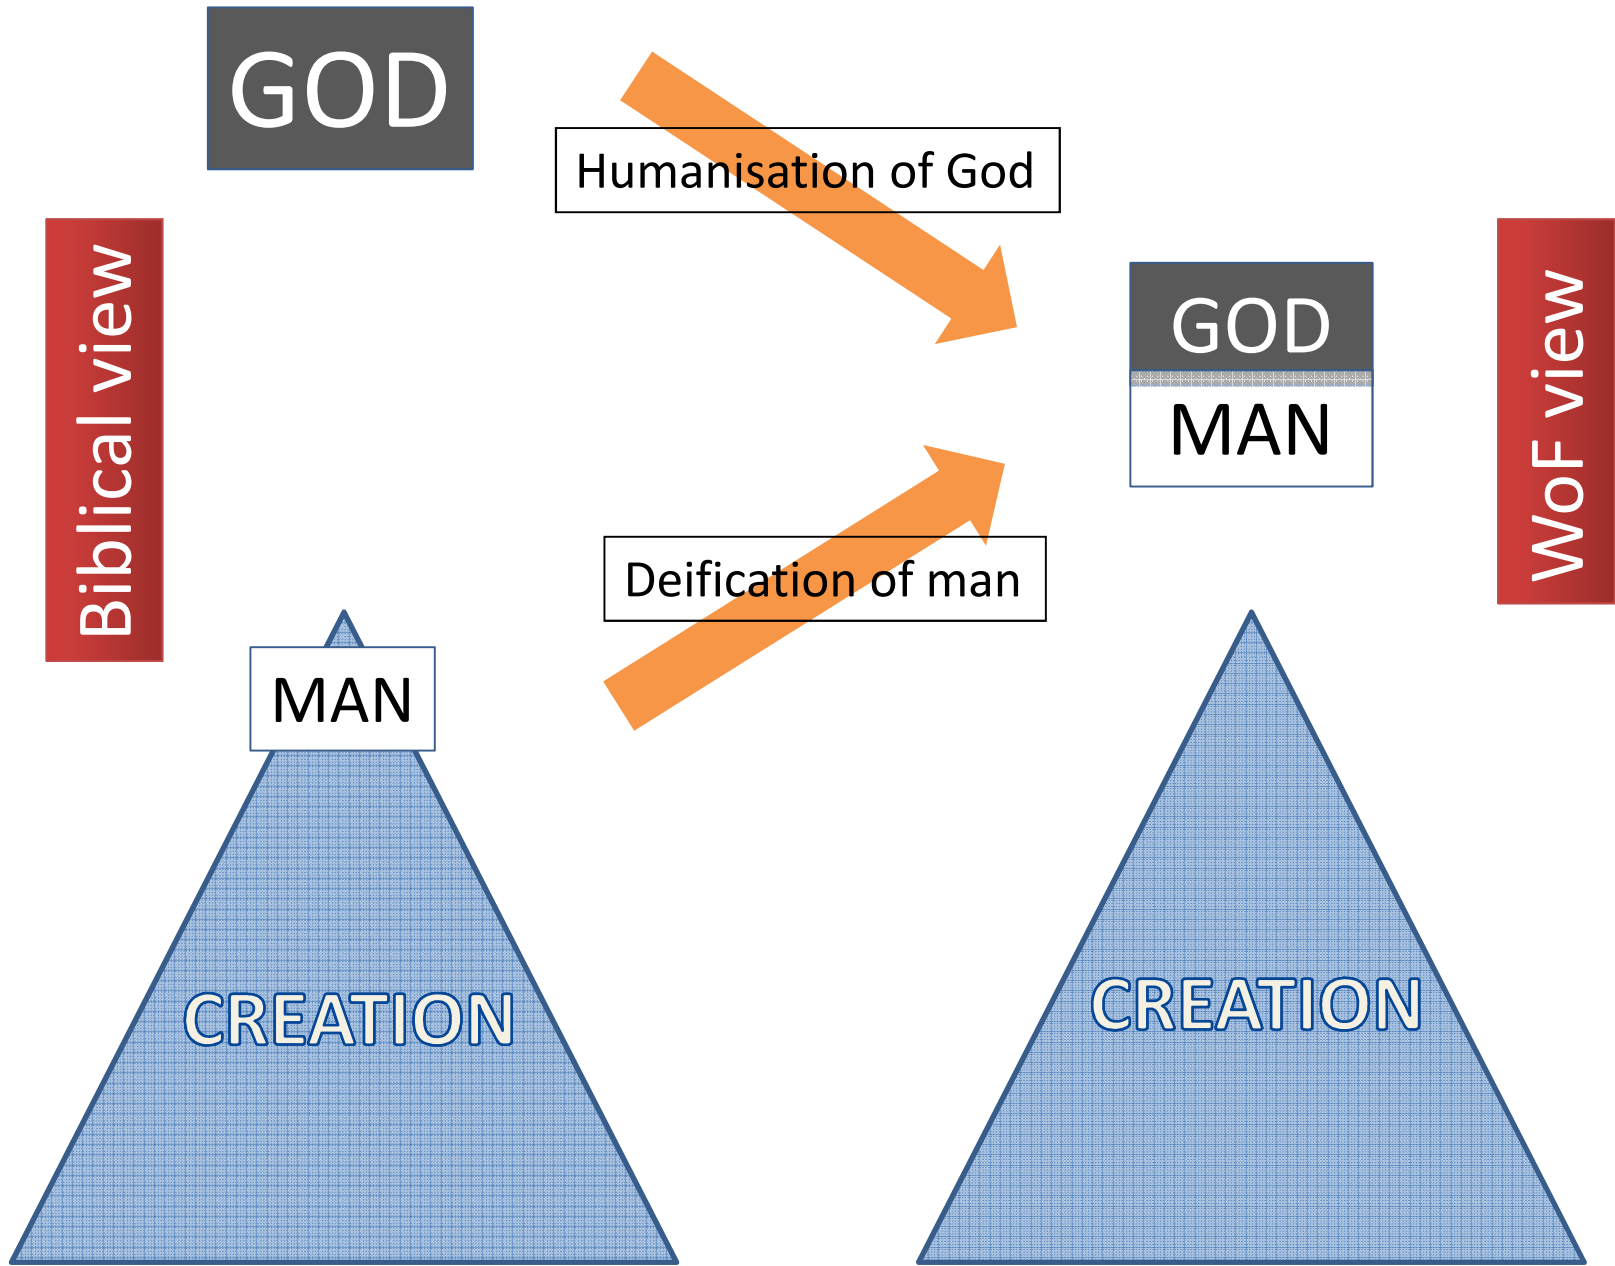 GOD
Humanisation of God
Biblical view
GOD
MAN
WoF view
Deification of man
MAN
CREATION
CREATION